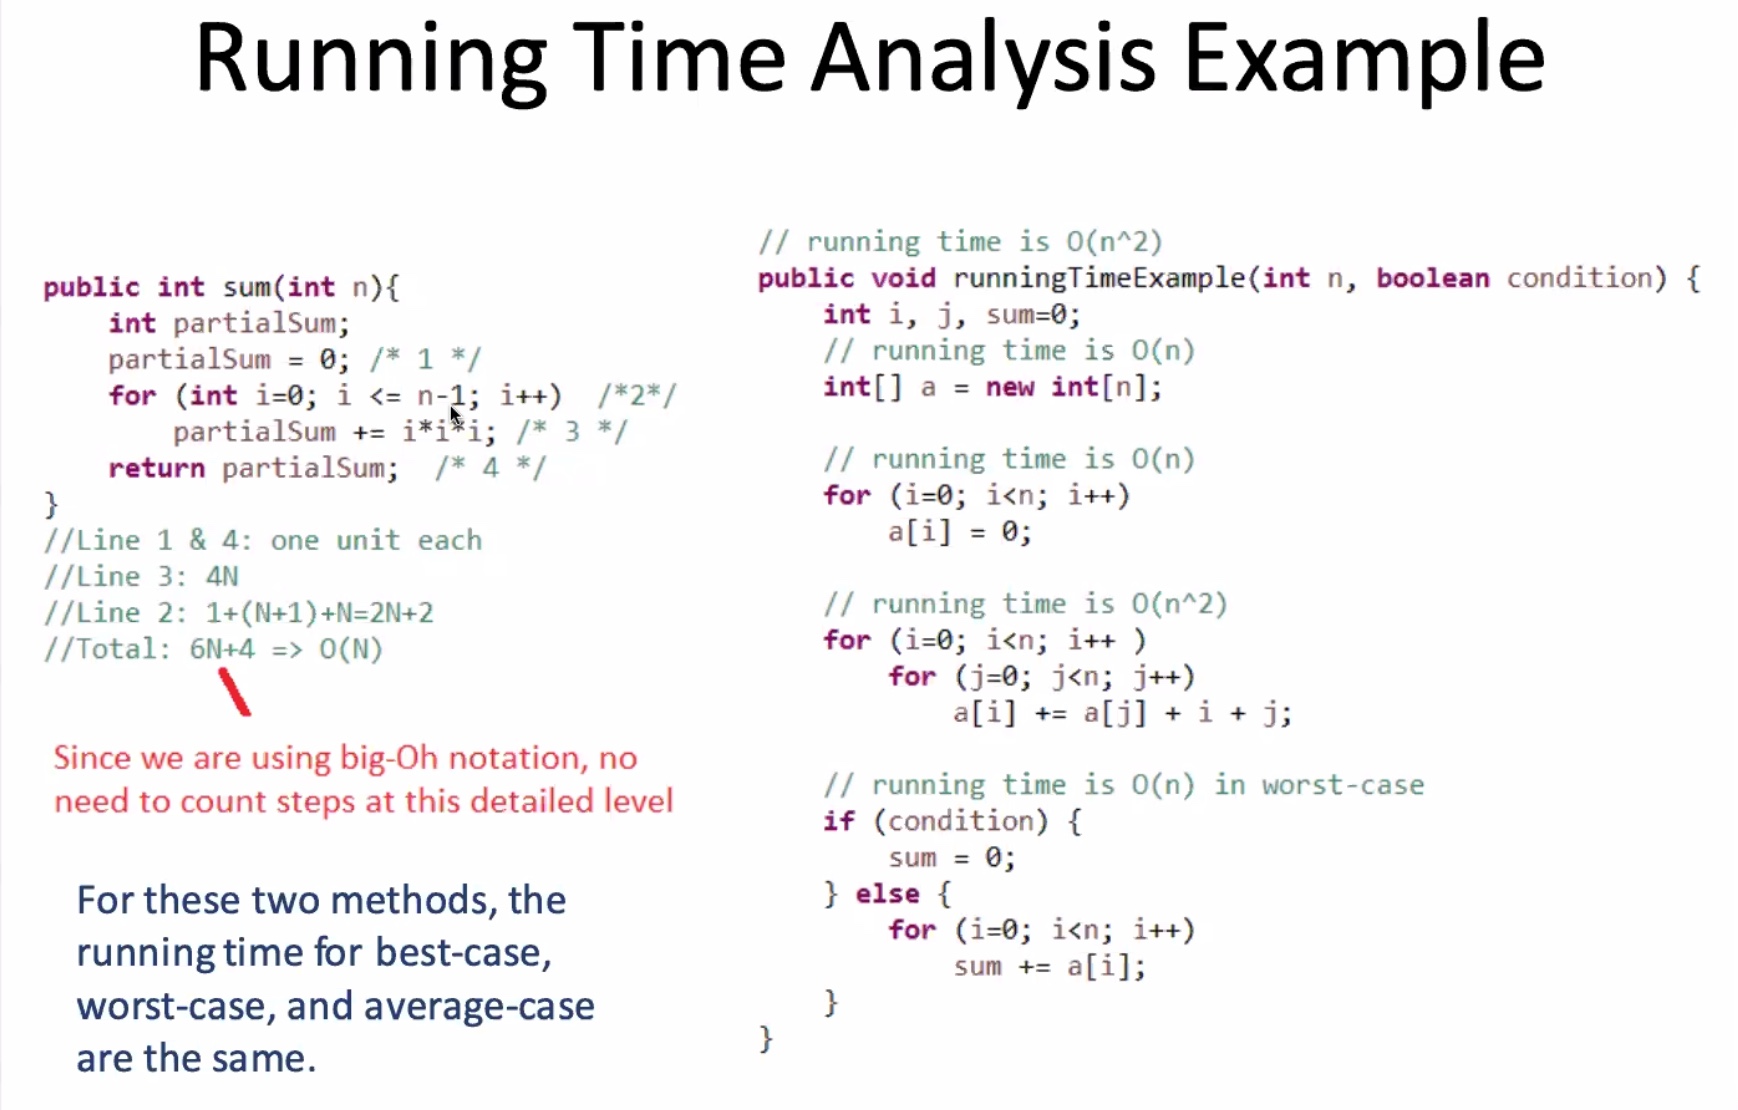 Running Time Analysis Example
public int sum(int n){
    int partialSum;
    partialSum = 0; /* 1 */
    for (int i=0; i <= n-1; i++)  /*2*/
        partialSum += i*i*i; /* 3 */
    return partialSum;  /* 4 */
}
//Line 1 & 4: one unit each
//Line 3: 4N
//Line 2: 1+(N+1)+N=2N+2
//Total: 6N+4 => O(N)
Since we are using big-Oh notation, no
need to count steps at this detailed level
For these two methods, the
running time for best-case,
worst-case, and average-case
are the same.
// running time is O(n^2)
public void runningTimeExample(int n, boolean condition) {
    int i, j, sum=0;
    // running time is O(n)
    int[] a = new int[n];
    // running time is O(n)
    for (i=0; i<n; i++)
        a[i] = 0;
    // running time is O(n^2)
    for (i=0; i<n; i++ )
        for (j=0; j<n; j++)
            a[i] += a[j] + i + j;
    // running time is O(n) in worst-case
    if (condition) {
        sum = 0;
    } else {
        for (i=0; i<n; i++)
            sum += a[i];
    }
}